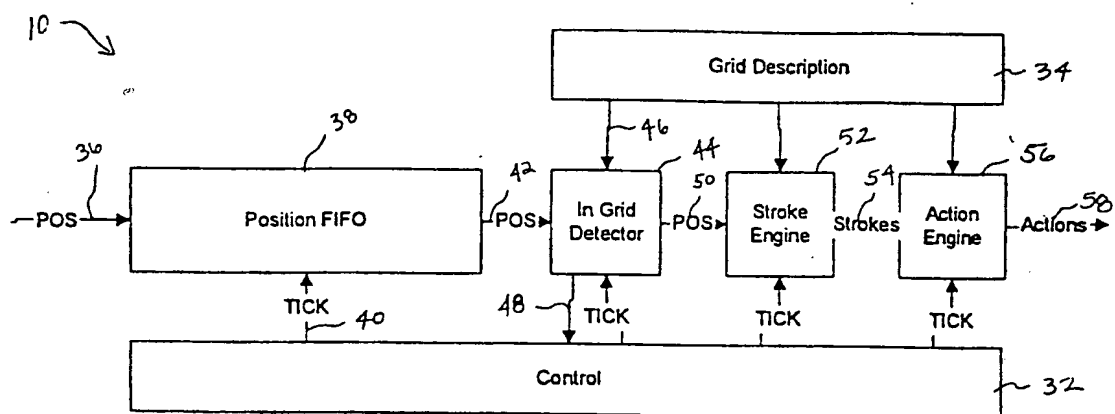 10
Grid Description
34
46
36
38
42
44
50
52
54
56
58
POS
Position FIFO
POS
In Grid
Detector
POS
Stroke
Engine
Strokes
Action
Engine
Actions
TICK
40
48
TICK
TICK
TICK
Control
32